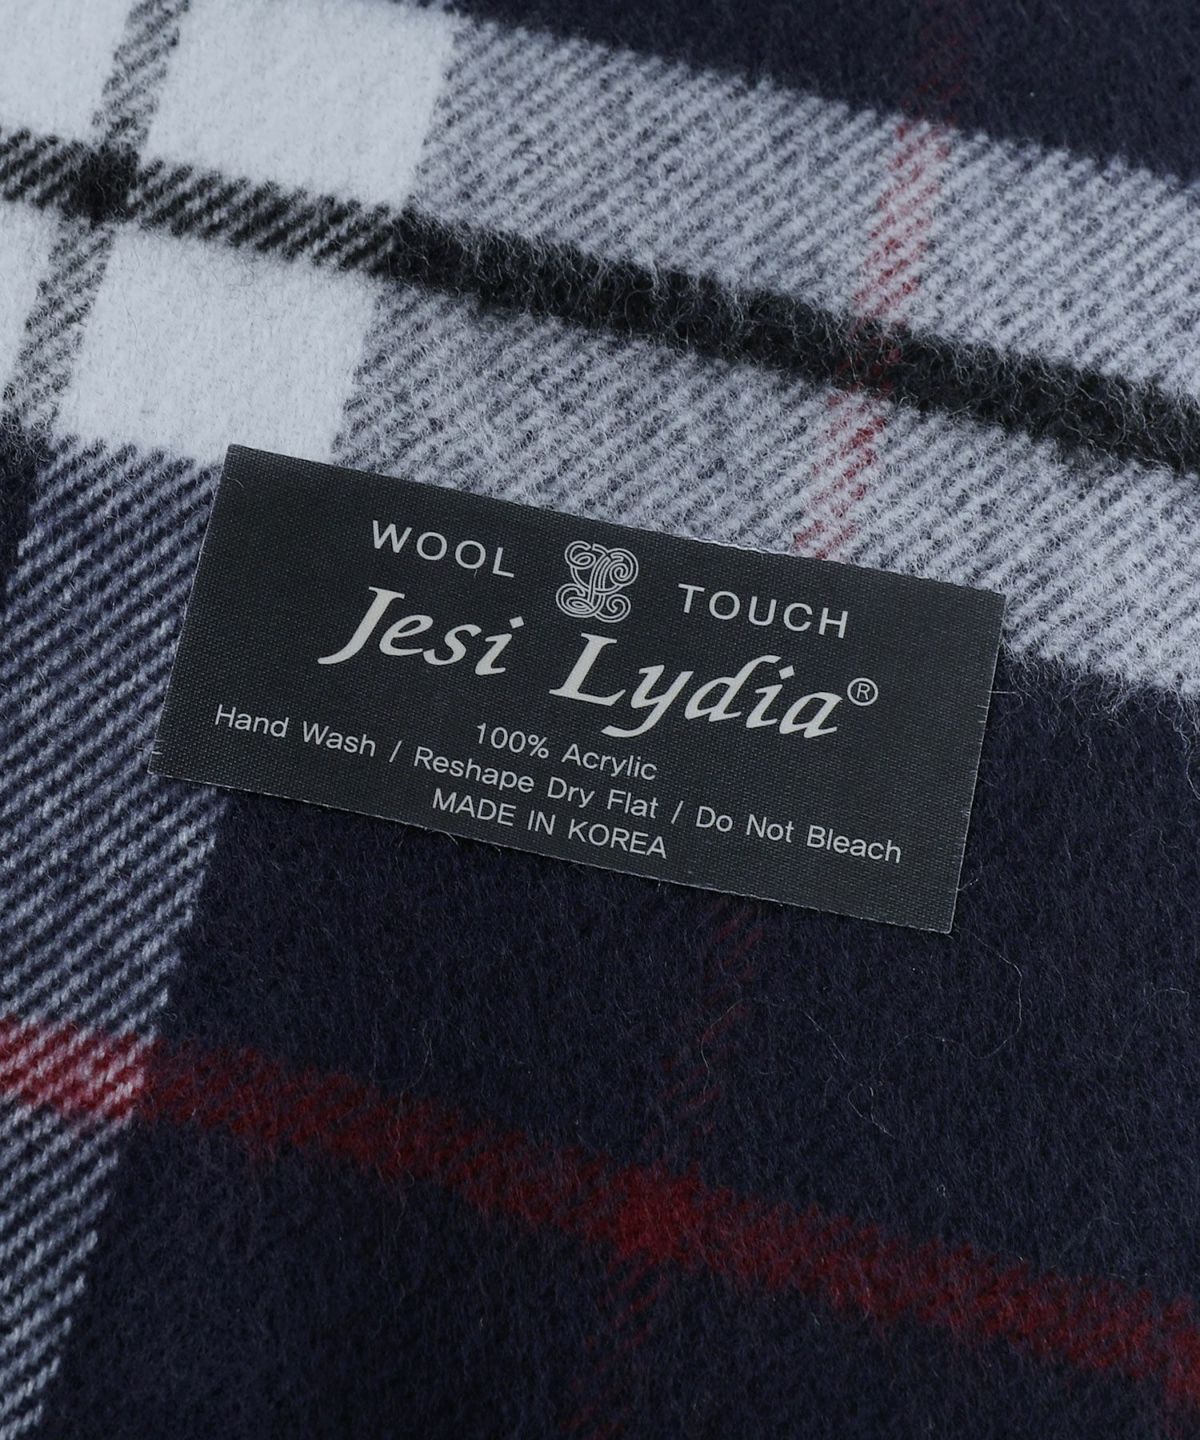 WOOL TOUCH
Jesi Lydia®
100% Acrylic
Hand Wash / Reshape Dry Flat / Do Not Bleach
MADE IN KOREA